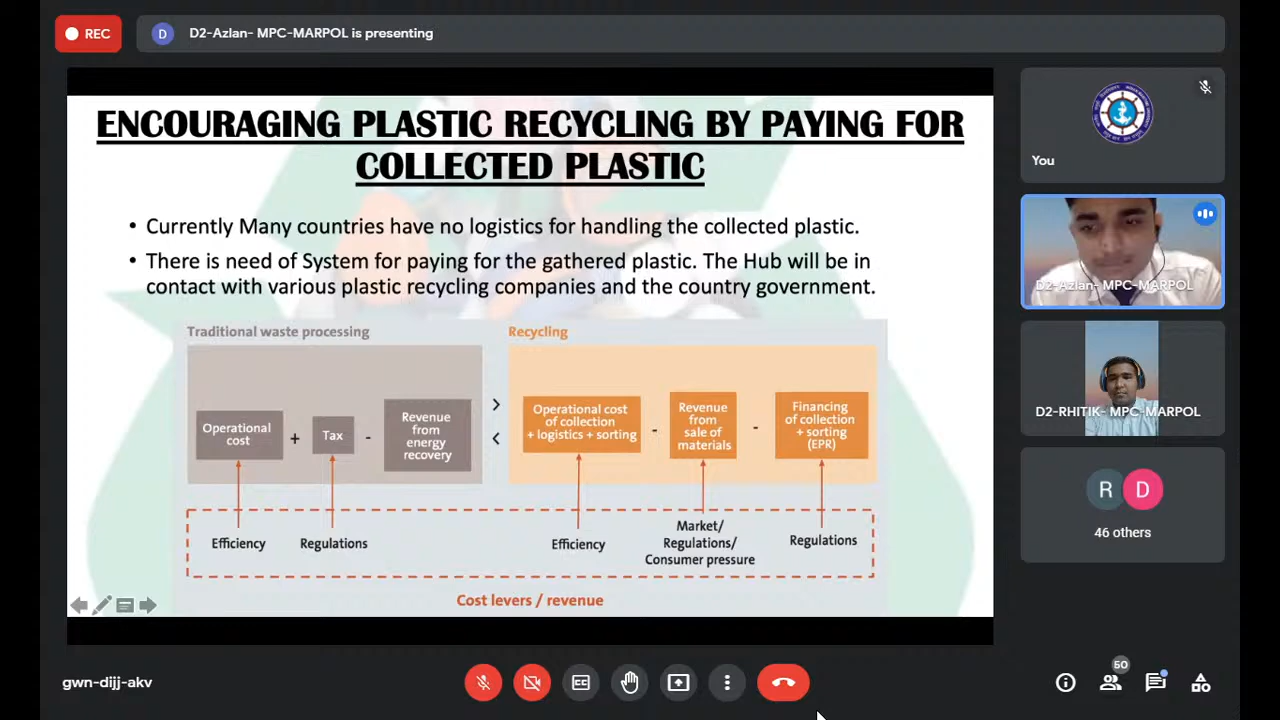 REC
D
D2-Azlan- MPC-MARPOL is presenting
ENCOURAGING PLASTIC RECYCLING BY PAYING FOR
COLLECTED PLASTIC
• Currently Many countries have no logistics for handling the collected plastic.
• There is need of System for paying for the gathered plastic. The Hub will be in
contact with various plastic recycling companies and the country government.
Traditional waste processing
Recycling
Operational
cost
+
Tax
-
Revenue
from
energy
recovery
>
<
Operational cost
of collection
+ logistics + sorting
-
Revenue
from
sale of
materials
-
Financing
of collection
+ sorting
(EPR)
Efficiency
Regulations
Efficiency
Market/
Regulations/
Consumer pressure
Regulations
Cost levers / revenue
You
D2-Azlan- MPC-MARPOL
D2-RHITIK- MPC-MARPOL
R
D
46 others
gwn-dijj-akv
CC
50